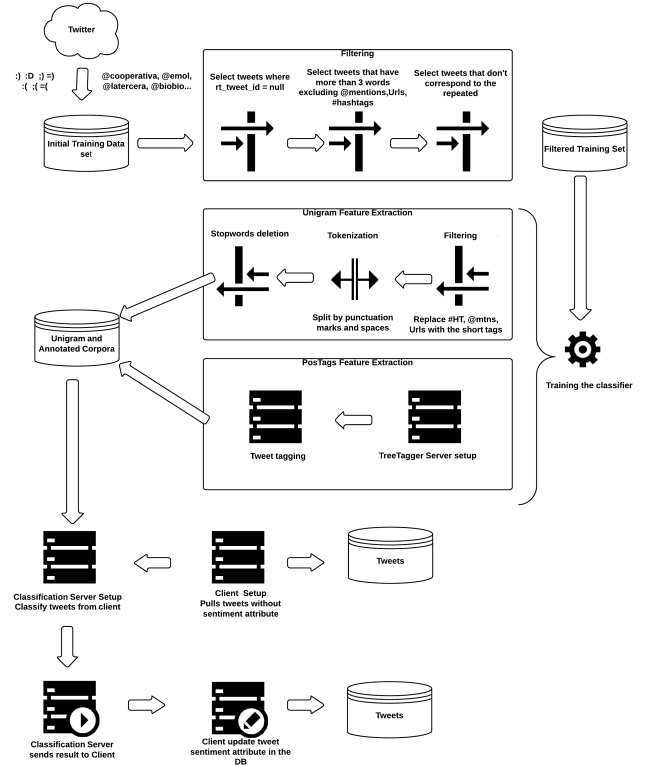 Twitter
:) :D ;) =)
:( ;( =(
@cooperativa, @emol,
@latercera, @biobio...
Filtering
Select tweets where
rt_tweet_id = null
Select tweets that have
more than 3 words
excluding @mentions,Urls,
#hashtags
Select tweets that don't
correspond to the
repeated
Initial Training Data
set
Filtered Training Set
Unigram Feature Extraction
Stopwords deletion
Tokenization
Filtering
Split by punctuation
marks and spaces
Replace #HT, @mtns,
Urls with the short tags
Unigram and
Annotated Corpora
Training the classifier
PosTags Feature Extraction
Tweet tagging
TreeTagger Server setup
Classification Server Setup
Classify tweets from client
Client Setup
Pulls tweets without
sentiment attribute
Tweets
Classification Server
sends result to Client
Client update tweet
sentiment attribute in the
DB
Tweets